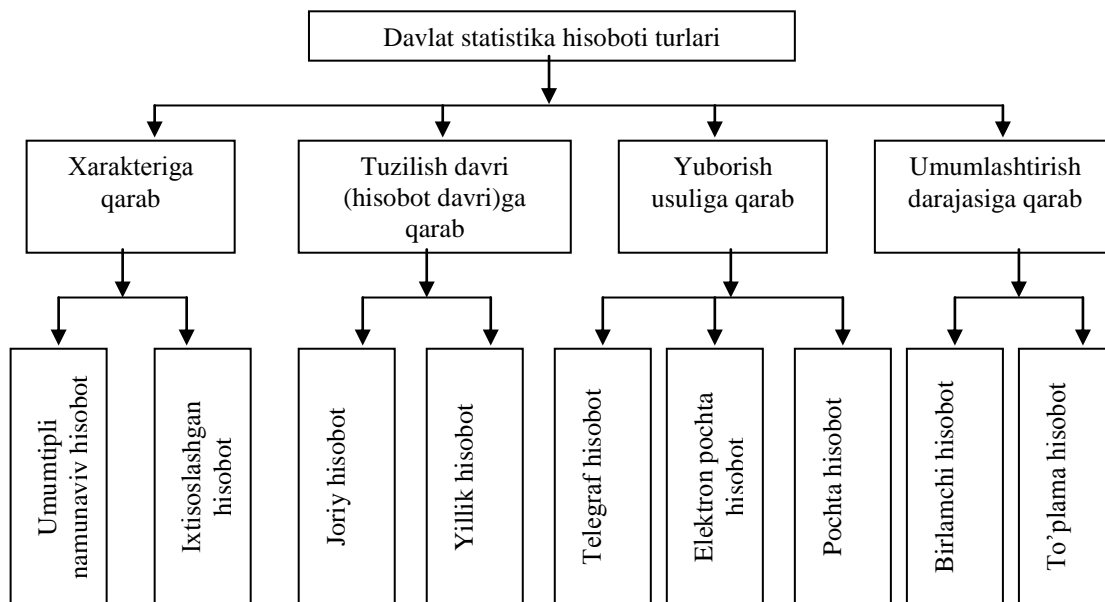 Davlat statistika hisoboti turlari
Xarakteriga
qarab
Tuzilish davri
(hisobot davri)ga
qarab
Yuborish
usuliga qarab
Umumlashtirish
darajasiga qarab
Umumtipli
namunaviv hisobot
Ixtisoslashgan
hisobot
Joriy hisobot
Yillik hisobot
Telegraf hisobot
Elektron pochta
hisobot
Pochta hisobot
Birlamchi hisobot
To’plama hisobot